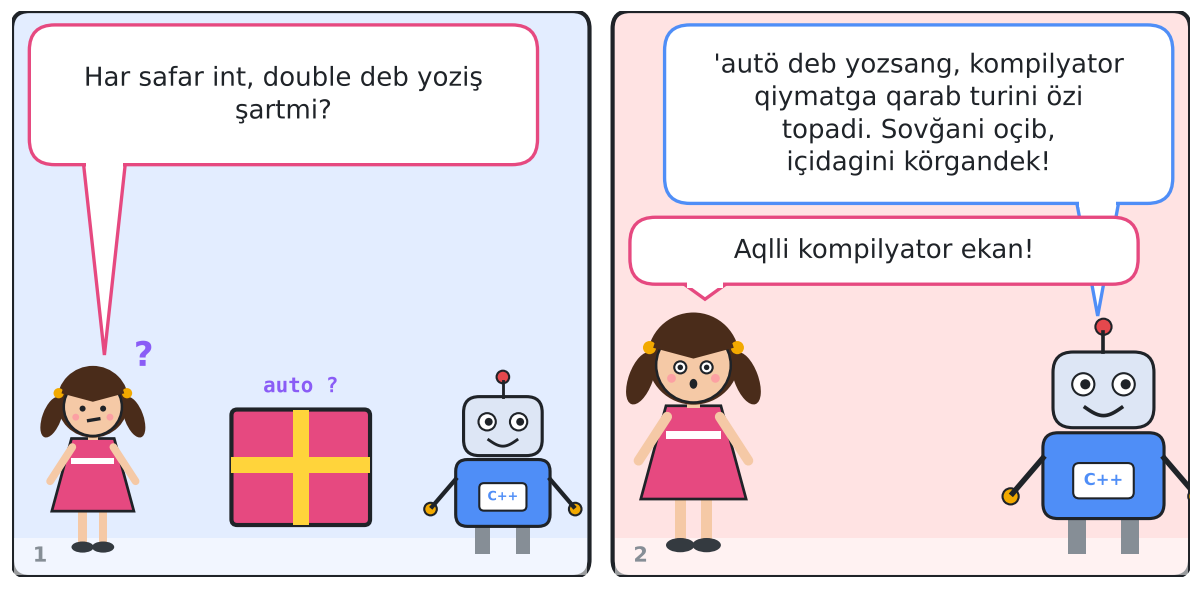 Har safar int, double deb yoziş
şartmi?
?
auto ?
C++
1
'autö deb yozsang, kompilyator
qiymatga qarab turini özi
topadi. Sovğani oçib,
içidagini körgandek!
Aqlli kompilyator ekan!
C++
2